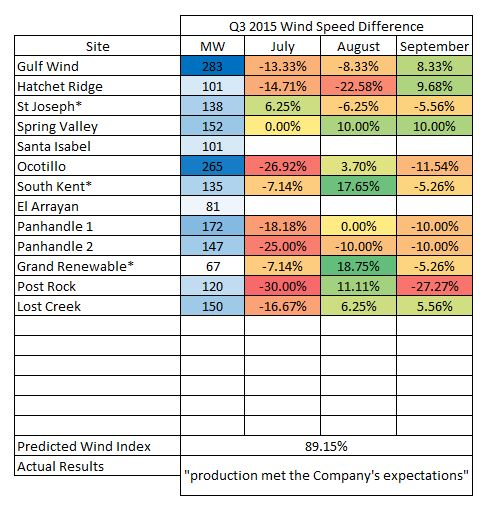 Q3 2015 Wind Speed Difference
Site MW July August September
Gulf Wind 283 -13.33% -8.33% 8.33%
Hatchet Ridge 101 -14.71% -22.58% 9.68%
St Joseph* 138 6.25% -6.25% -5.56%
Spring Valley 152 0.00% 10.00% 10.00%
Santa Isabel 101
Ocotillo 265 -26.92% 3.70% -11.54%
South Kent* 135 -7.14% 17.65% -5.26%
El Arrayan 81
Panhandle 1 172 -18.18% 0.00% -10.00%
Panhandle 2 147 -25.00% -10.00% -10.00%
Grand Renewable* 67 -7.14% 18.75% -5.26%
Post Rock 120 -30.00% 11.11% -27.27%
Lost Creek 150 -16.67% 6.25% 5.56%
Predicted Wind Index 89.15%
Actual Results "production met the Company's expectations"